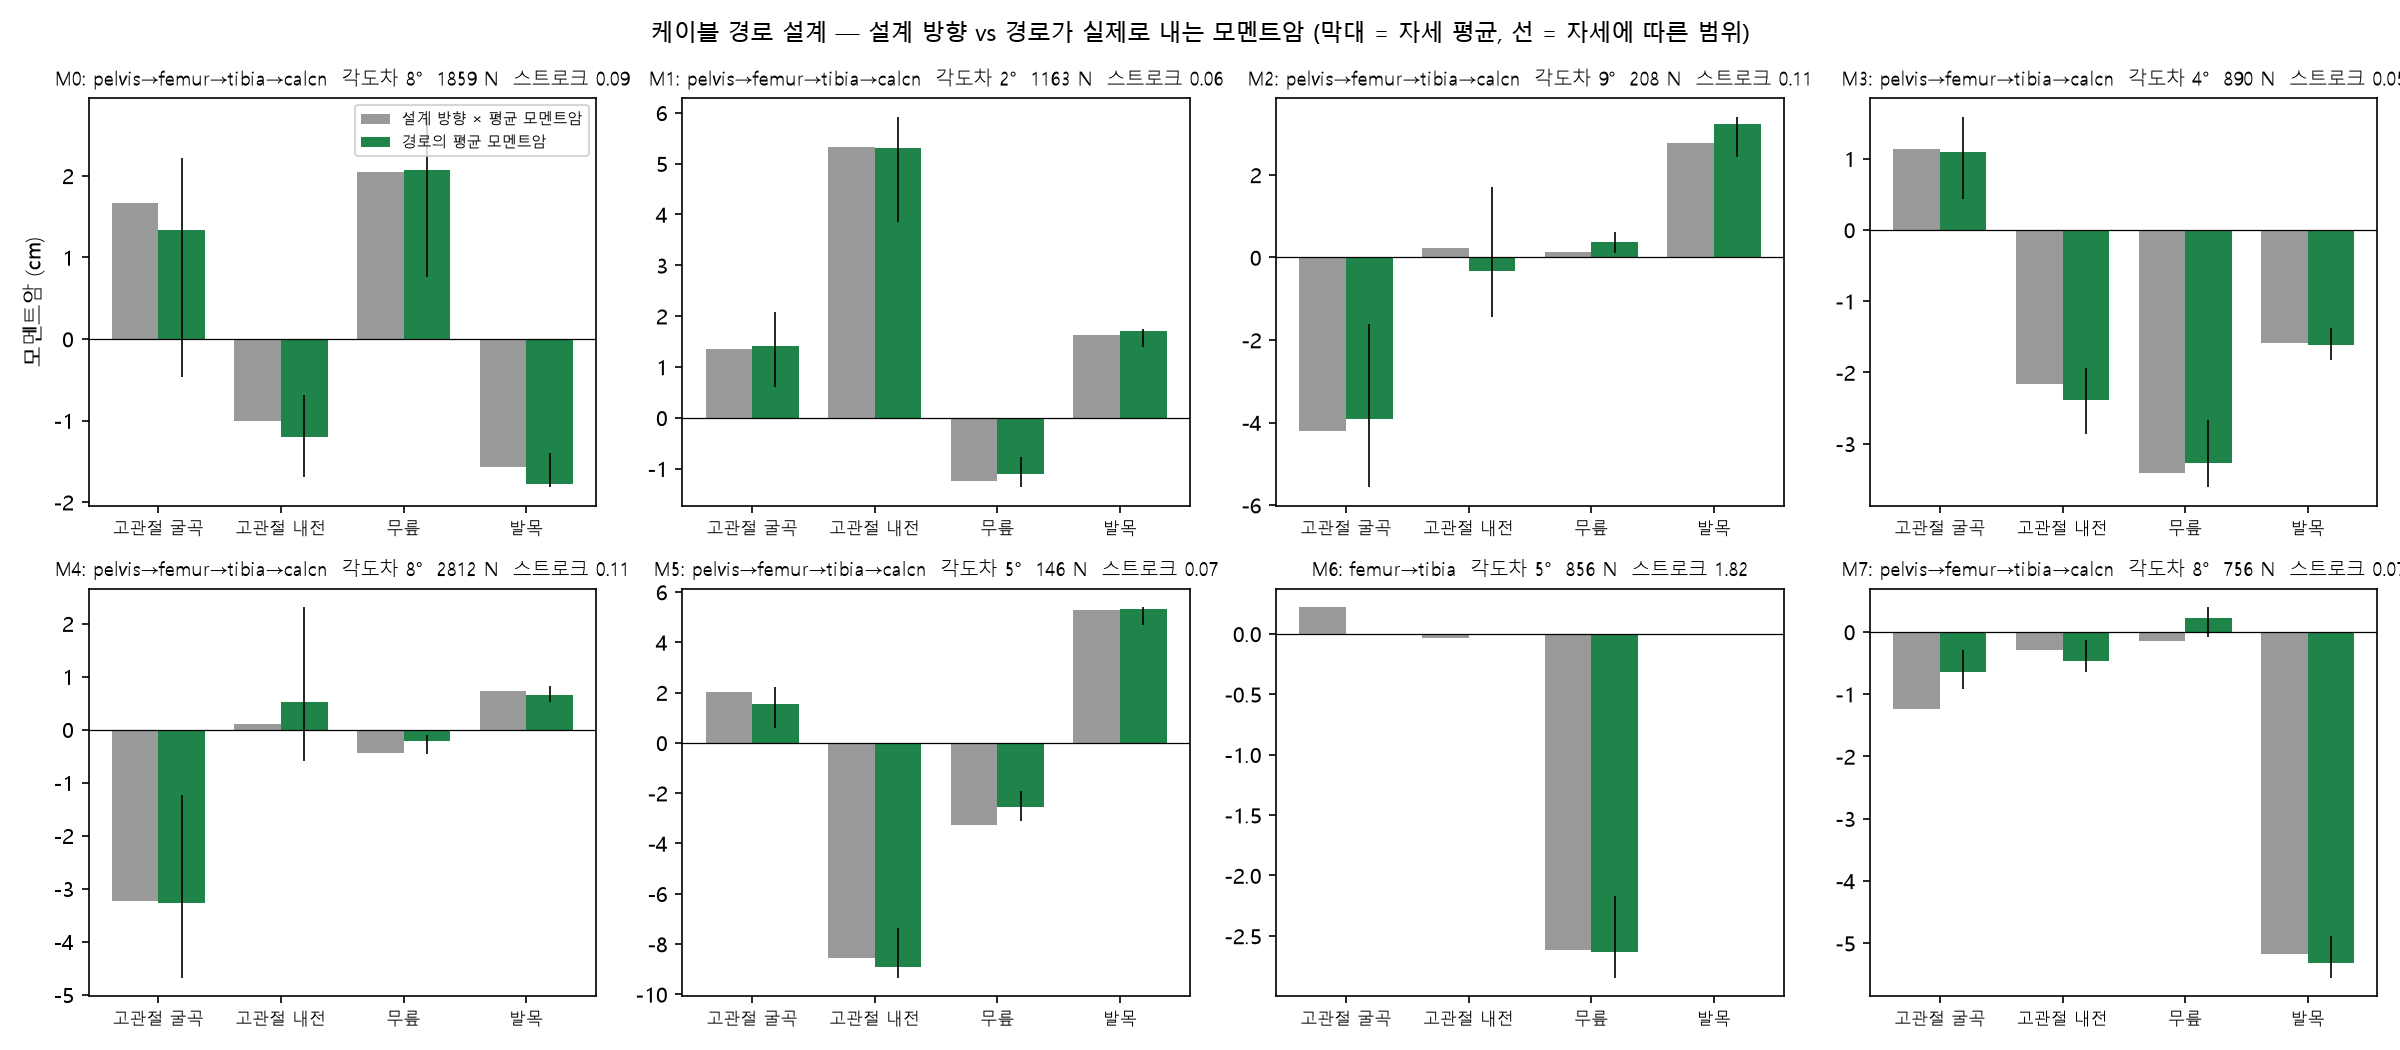 케이블 경로 설계 — 설계 방향 vs 경로가 실제로 내는 모멘트암 (막대 = 자세 평균, 선 = 자세에 따른 범위)
M0: pelvis→femur→tibia→calcn 각도차 8° 1859 N 스트로크 0.09
설계 방향 × 평균 모멘트암
경로의 평균 모멘트암
모멘트암 (cm)
2
1
0
-1
-2
고관절 굴곡 고관절 내전 무릎 발목
M1: pelvis→femur→tibia→calcn 각도차 2° 1163 N 스트로크 0.06
6
5
4
3
2
1
0
-1
고관절 굴곡 고관절 내전 무릎 발목
M2: pelvis→femur→tibia→calcn 각도차 9° 208 N 스트로크 0.11
2
0
-2
-4
-6
고관절 굴곡 고관절 내전 무릎 발목
M3: pelvis→femur→tibia→calcn 각도차 4° 890 N 스트로크 0.05
1
0
-1
-2
-3
고관절 굴곡 고관절 내전 무릎 발목
M4: pelvis→femur→tibia→calcn 각도차 8° 2812 N 스트로크 0.11
2
1
0
-1
-2
-3
-4
-5
고관절 굴곡 고관절 내전 무릎 발목
M5: pelvis→femur→tibia→calcn 각도차 5° 146 N 스트로크 0.07
6
4
2
0
-2
-4
-6
-8
-10
고관절 굴곡 고관절 내전 무릎 발목
M6: femur→tibia 각도차 5° 856 N 스트로크 1.82
0.0
-0.5
-1.0
-1.5
-2.0
-2.5
고관절 굴곡 고관절 내전 무릎 발목
M7: pelvis→femur→tibia→calcn 각도차 8° 756 N 스트로크 0.07
0
-1
-2
-3
-4
-5
고관절 굴곡 고관절 내전 무릎 발목